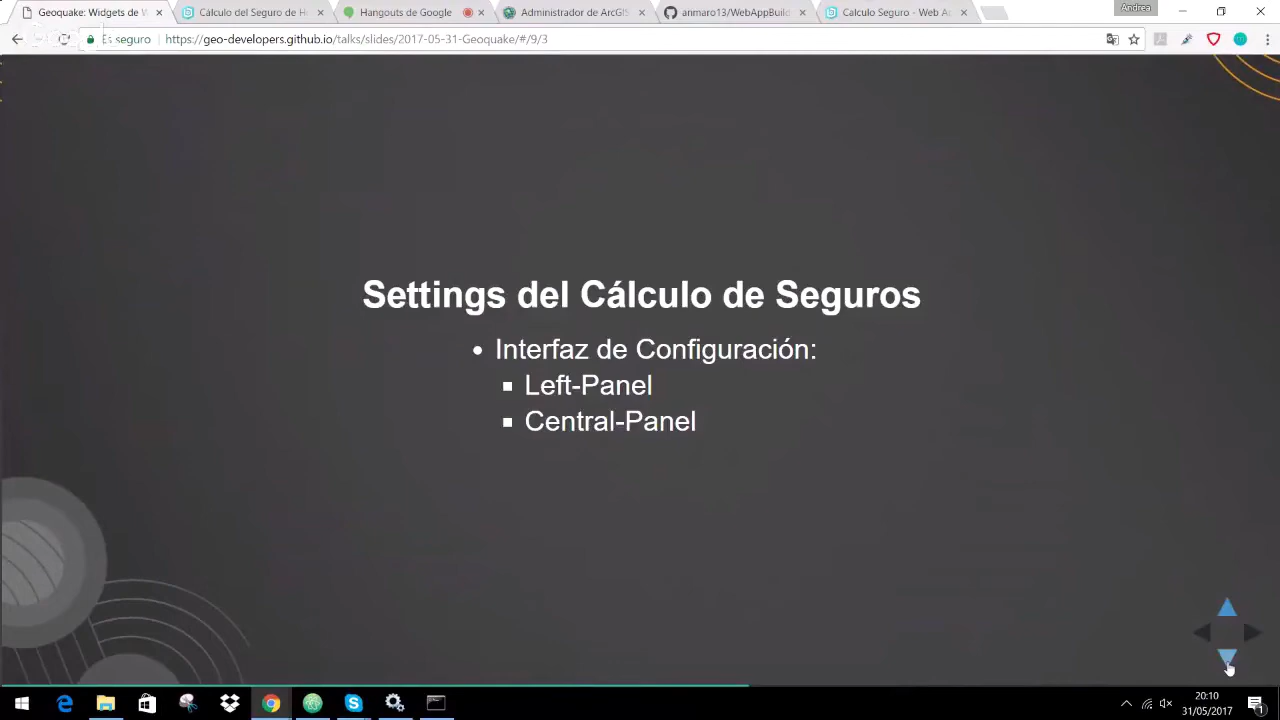 Geoquake: Widgets de W
Cálculo del Seguro de H
Hangouts de Google
Administrador de ArcGIS
anmaro13/WebAppBuild
Calculo Seguro - Web A
Andrea
Es seguro
https://geo-developers.github.io/talks/slides/2017-05-31-Geoquake/#/9/3
Settings del Cálculo de Seguros
Interfaz de Configuración:
Left-Panel
Central-Panel
20:10
31/05/2017
1